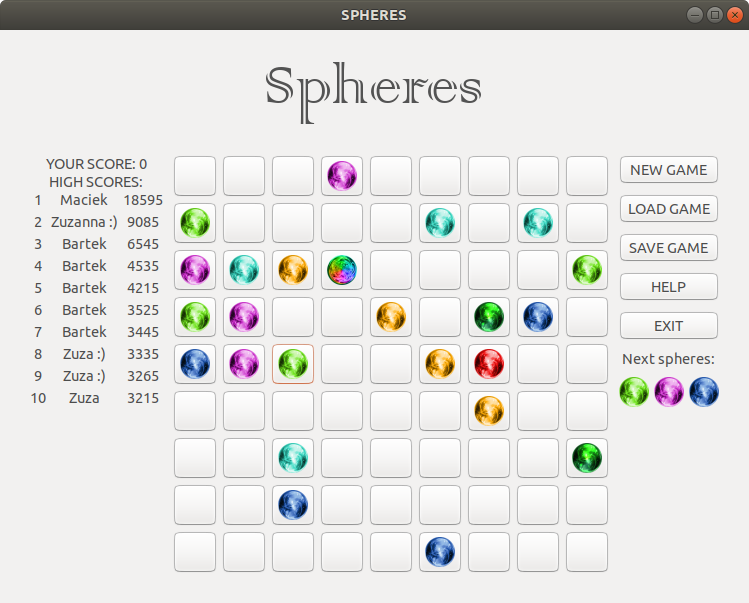 SPHERES
Spheres
YOUR SCORE: 0
HIGH SCORES:
1 Maciek 18595
2 Zuzanna :) 9085
3 Bartek 6545
4 Bartek 4535
5 Bartek 4215
6 Bartek 3525
7 Bartek 3445
8 Zuza :) 3335
9 Zuza :) 3265
10 Zuza 3215
NEW GAME
LOAD GAME
SAVE GAME
HELP
EXIT
Next spheres: